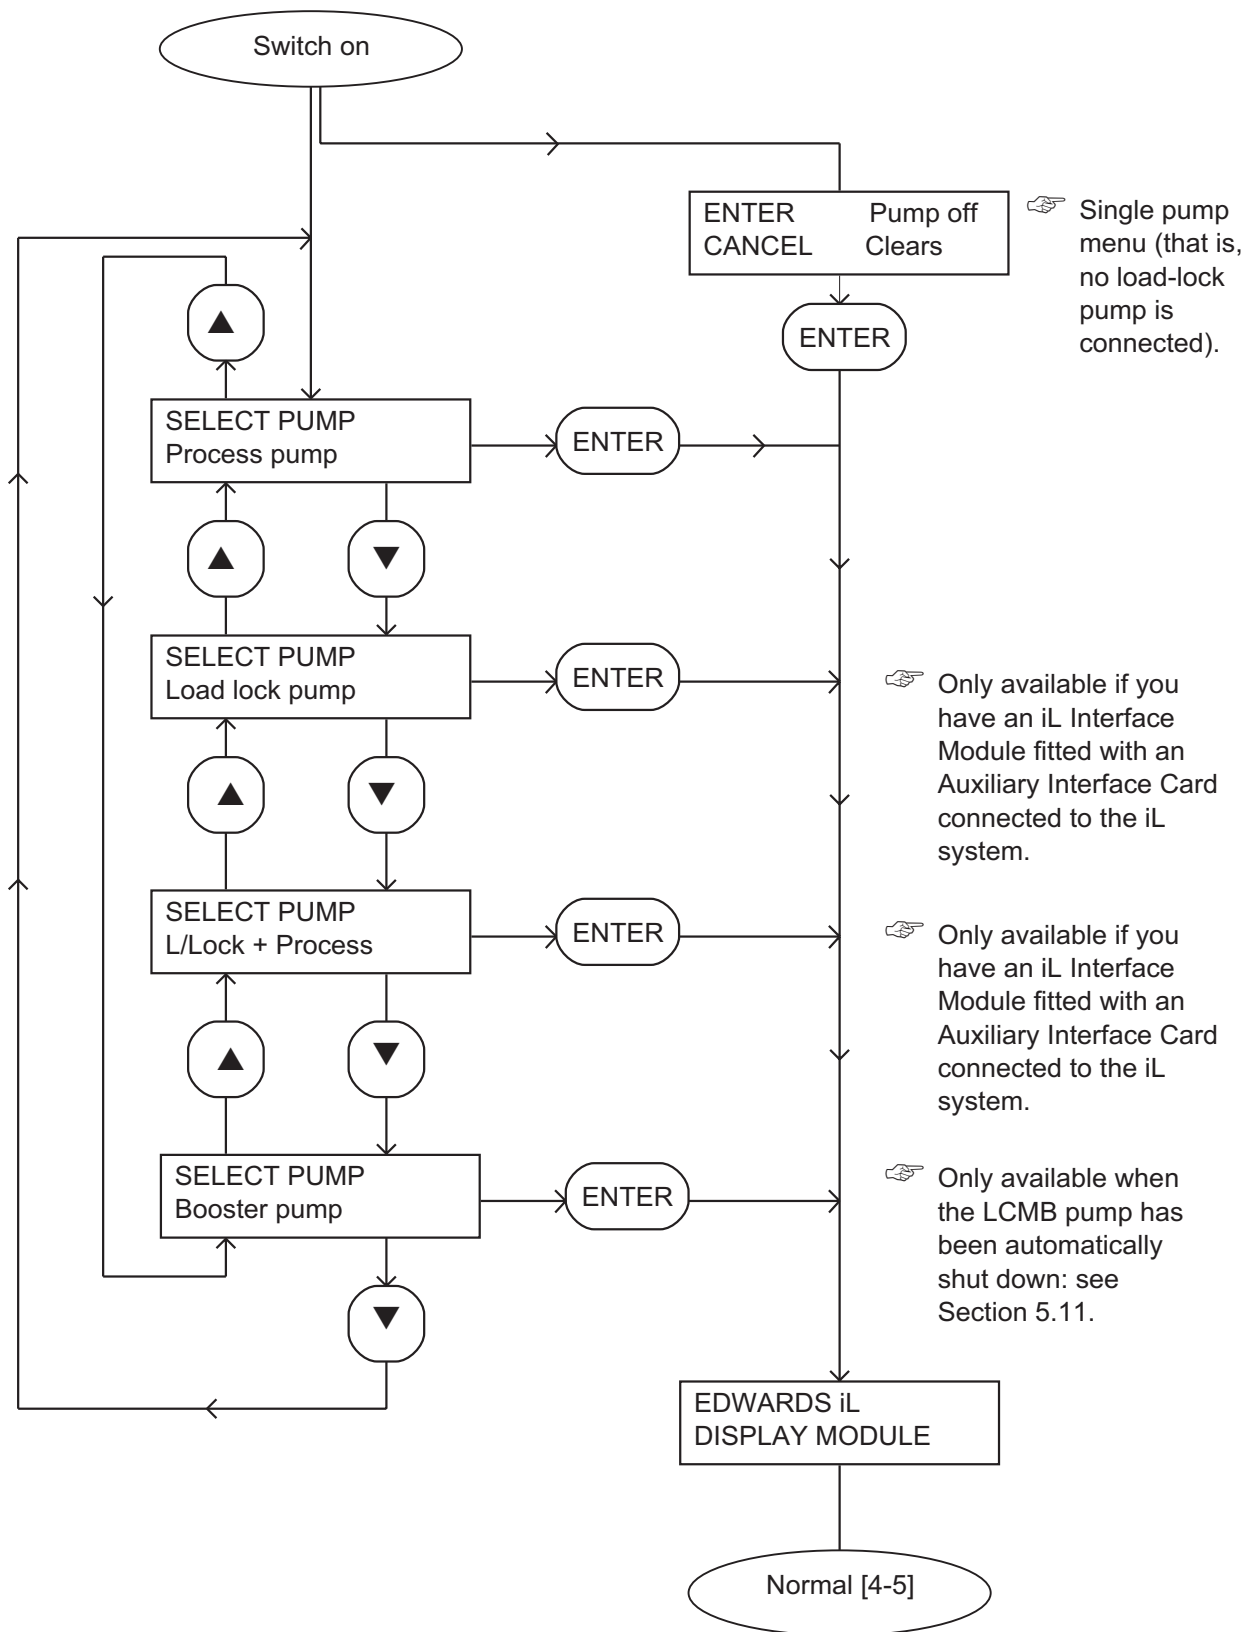 Switch on
ENTER Pump off
CANCEL Clears
Single pump
menu (that is,
no load-lock
pump is
connected).
ENTER
SELECT PUMP
Process pump
ENTER
SELECT PUMP
Load lock pump
ENTER
Only available if you
have an iL Interface
Module fitted with an
Auxiliary Interface Card
connected to the iL
system.
SELECT PUMP
L/Lock + Process
ENTER
Only available if you
have an iL Interface
Module fitted with an
Auxiliary Interface Card
connected to the iL
system.
SELECT PUMP
Booster pump
ENTER
Only available when
the LCMB pump has
been automatically
shut down: see
Section 5.11.
EDWARDS iL
DISPLAY MODULE
Normal [4-5]